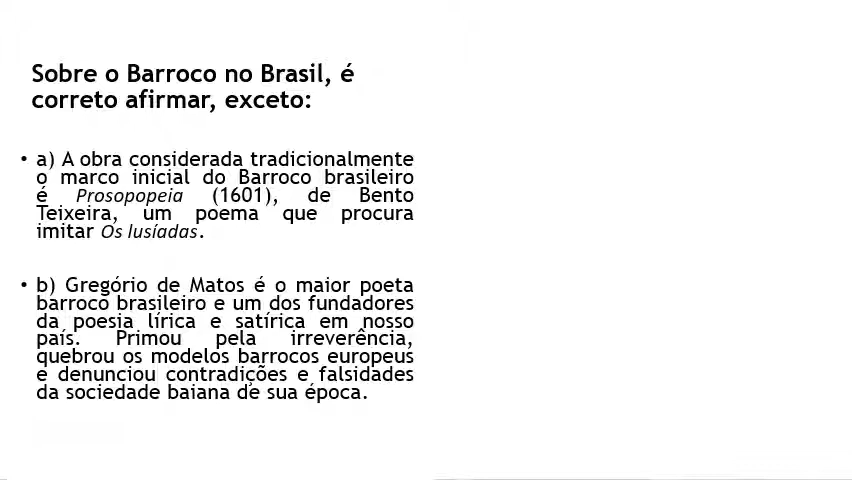 Sobre o Barroco no Brasil, é
correto afirmar, exceto:
• a) A obra considerada tradicionalmente
o marco inicial do Barroco brasileiro
é Prosopopeia (1601), de Bento
Teixeira, um poema que procura
imitar Os lusíadas.
• b) Gregório de Matos é o maior poeta
barroco brasileiro e um dos fundadores
da poesia lírica e satírica em nosso
país. Primou pela irreverência,
quebrou os modelos barrocos europeus
e denunciou contradições e falsidades
da sociedade baiana de sua época.